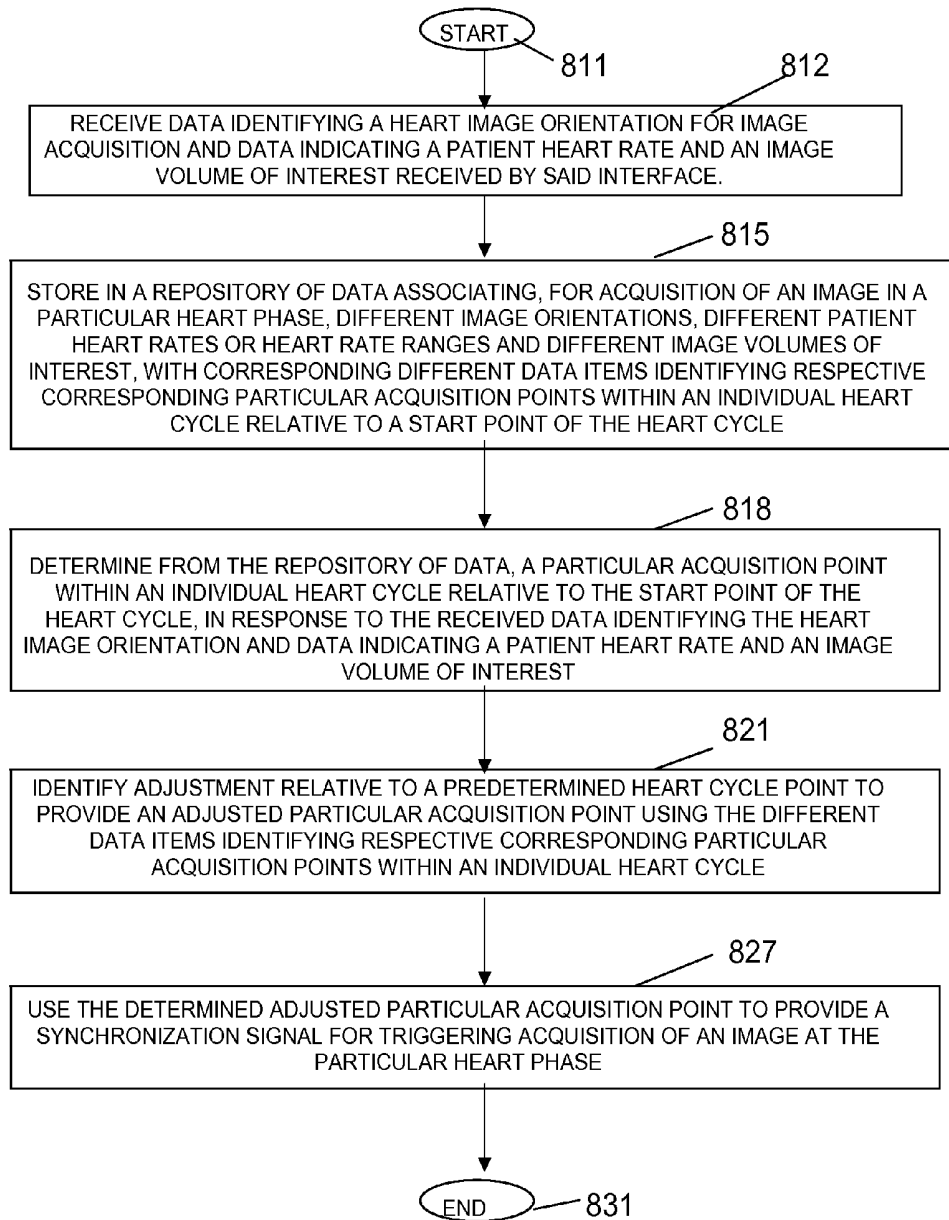 START
811
812
RECEIVE DATA IDENTIFYING A HEART IMAGE ORIENTATION FOR IMAGE
ACQUISITION AND DATA INDICATING A PATIENT HEART RATE AND AN IMAGE
VOLUME OF INTEREST RECEIVED BY SAID INTERFACE.
815
STORE IN A REPOSITORY OF DATA ASSOCIATING, FOR ACQUISITION OF AN IMAGE IN A
PARTICULAR HEART PHASE, DIFFERENT IMAGE ORIENTATIONS, DIFFERENT PATIENT
HEART RATES OR HEART RATE RANGES AND DIFFERENT IMAGE VOLUMES OF
INTEREST, WITH CORRESPONDING DIFFERENT DATA ITEMS IDENTIFYING RESPECTIVE
CORRESPONDING PARTICULAR ACQUISITION POINTS WITHIN AN INDIVIDUAL HEART
CYCLE RELATIVE TO A START POINT OF THE HEART CYCLE
818
DETERMINE FROM THE REPOSITORY OF DATA, A PARTICULAR ACQUISITION POINT
WITHIN AN INDIVIDUAL HEART CYCLE RELATIVE TO THE START POINT OF THE
HEART CYCLE, IN RESPONSE TO THE RECEIVED DATA IDENTIFYING THE HEART
IMAGE ORIENTATION AND DATA INDICATING A PATIENT HEART RATE AND AN IMAGE
VOLUME OF INTEREST
821
IDENTIFY ADJUSTMENT RELATIVE TO A PREDETERMINED HEART CYCLE POINT TO
PROVIDE AN ADJUSTED PARTICULAR ACQUISITION POINT USING THE DIFFERENT
DATA ITEMS IDENTIFYING RESPECTIVE CORRESPONDING PARTICULAR
ACQUISITION POINTS WITHIN AN INDIVIDUAL HEART CYCLE
827
USE THE DETERMINED ADJUSTED PARTICULAR ACQUISITION POINT TO PROVIDE A
SYNCHRONIZATION SIGNAL FOR TRIGGERING ACQUISITION OF AN IMAGE AT THE
PARTICULAR HEART PHASE
END
831